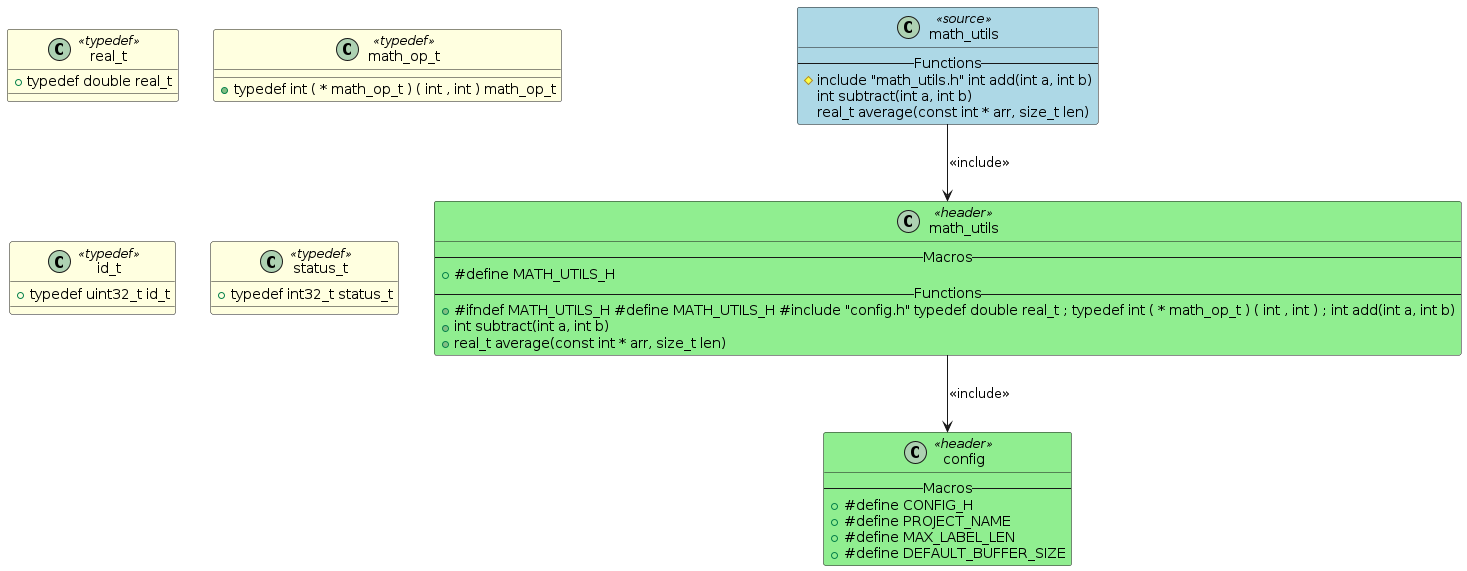 C «typedef»
real_t
typedef double real_t
C «typedef»
math_op_t
typedef int ( * math_op_t ) ( int , int ) math_op_t
C «source»
math_utils
Functions
include "math_utils.h" int add(int a, int b)
int subtract(int a, int b)
real_t average(const int * arr, size_t len)
«include»
C «typedef»
id_t
typedef uint32_t id_t
C «typedef»
status_t
typedef int32_t status_t
C «header»
math_utils
Macros
#define MATH_UTILS_H
Functions
#ifndef MATH_UTILS_H #define MATH_UTILS_H #include "config.h" typedef double real_t ; typedef int ( * math_op_t ) ( int , int ) ; int add(int a, int b)
int subtract(int a, int b)
real_t average(const int * arr, size_t len)
«include»
C «header»
config
Macros
#define CONFIG_H
#define PROJECT_NAME
#define MAX_LABEL_LEN
#define DEFAULT_BUFFER_SIZE